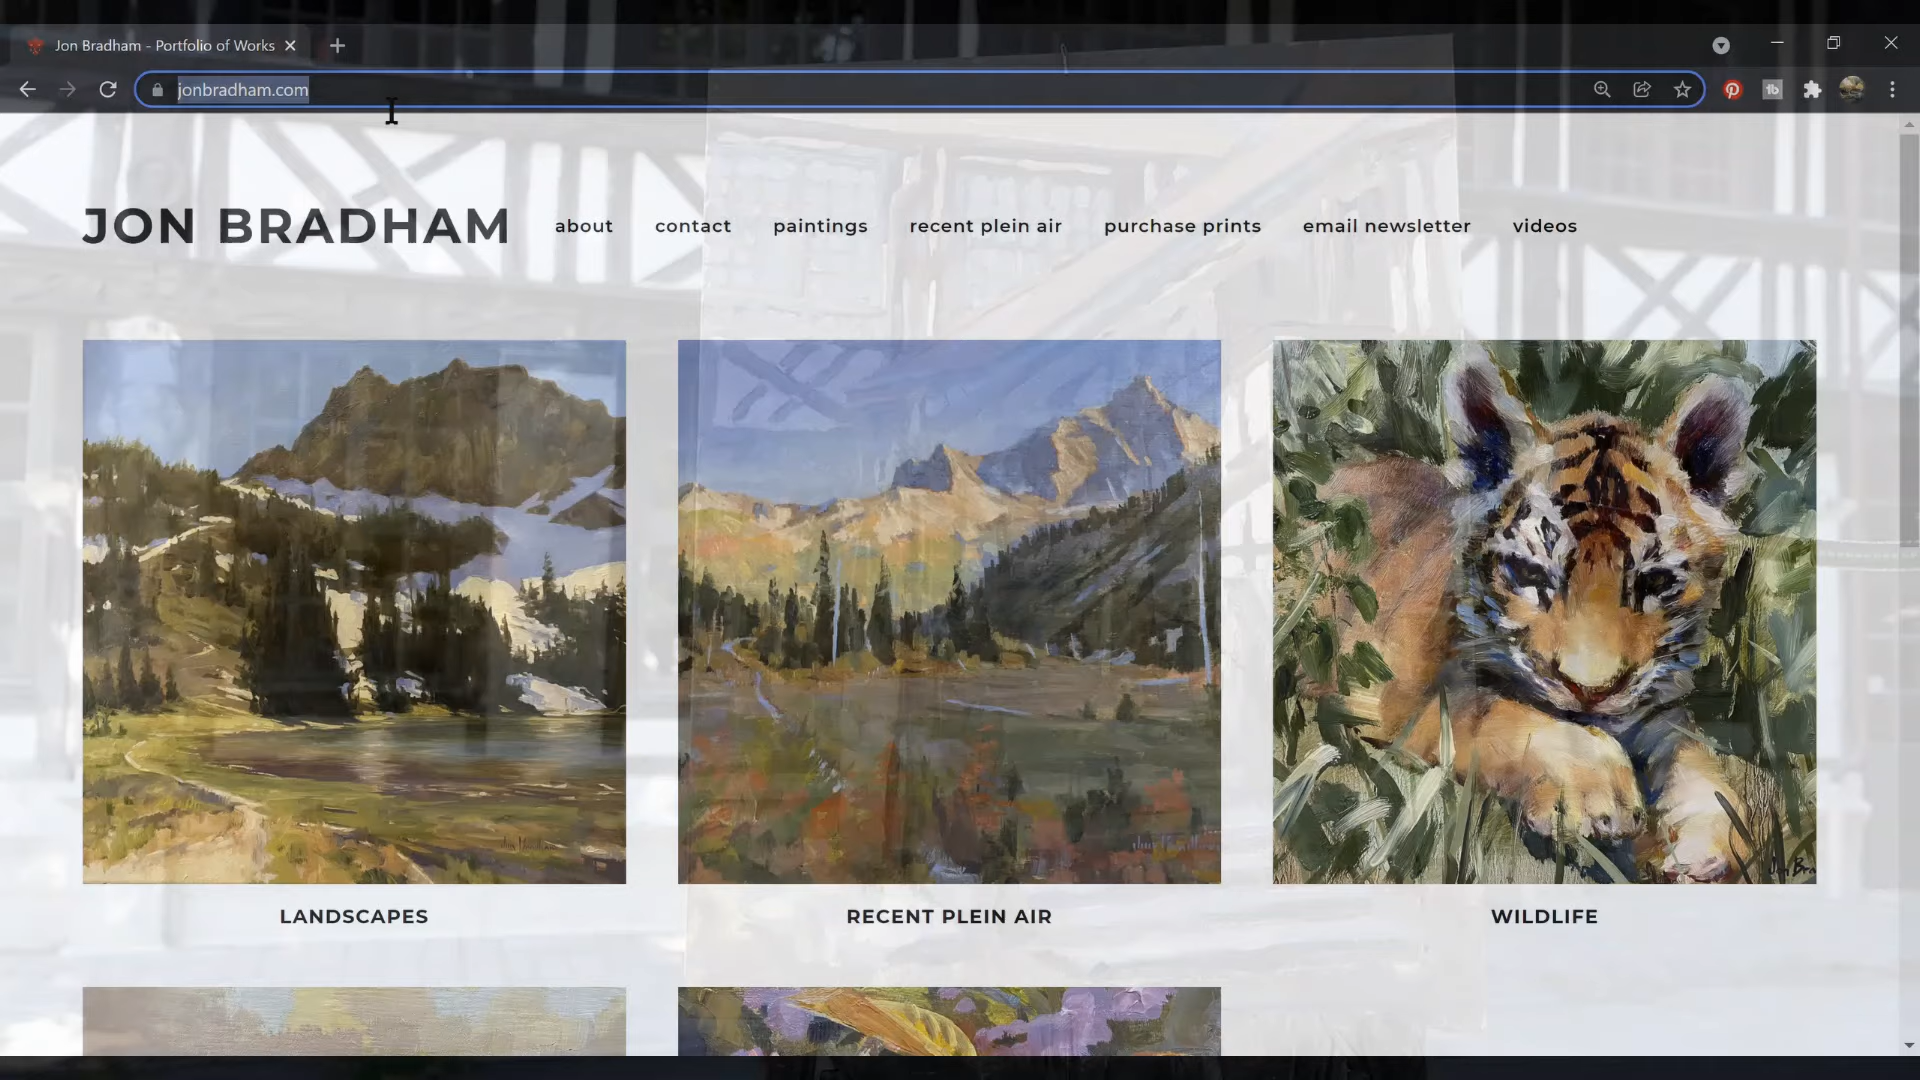 Jon Bradham - Portfolio of Works
jonbradham.com
JON BRADHAM
about
contact
paintings
recent plein air
purchase prints
email newsletter
videos
LANDSCAPES
RECENT PLEIN AIR
WILDLIFE